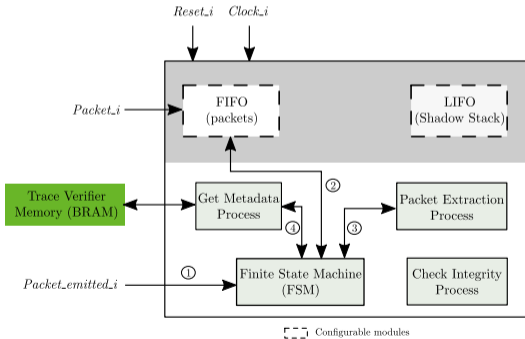 Reset_i
Clock_i
Packet_i
FIFO
(packets)
LIFO
(Shadow Stack)
②
Trace Verifier
Memory (BRAM)
Get Metadata
Process
Packet Extraction
Process
④
③
①
Packet_emitted_i
Finite State Machine
(FSM)
Check Integrity
Process
Configurable modules